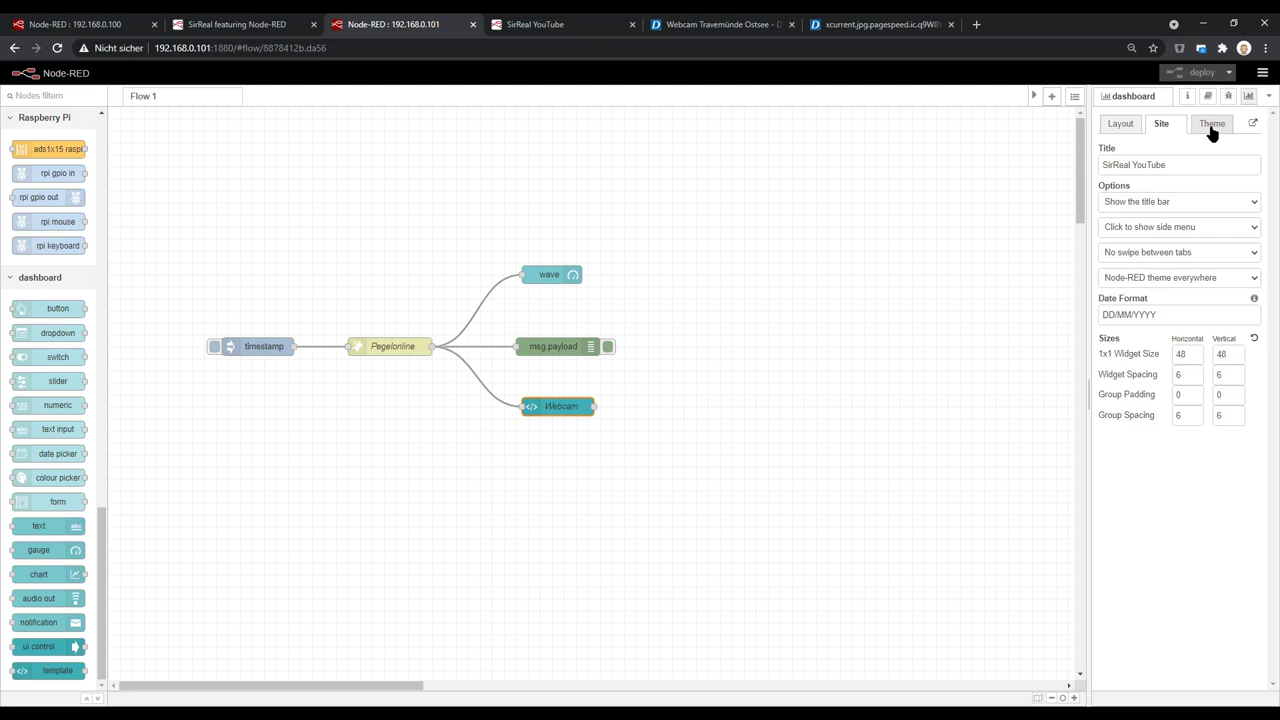 Node-RED : 192.168.0.100
SirReal featuring Node-RED
Node-RED : 192.168.0.101
SirReal YouTube
Webcam Travemünde Ostsee - D
xcurrent.jpg.pagespeed.ic.q9W8
Nicht sicher
192.168.0.101:1880/#flow/8878412b.da56
Node-RED
deploy
Nodes filtern
Flow 1
dashboard
Raspberry Pi
ads1x15 raspi
rpi gpio in
rpi gpio out
rpi mouse
rpi keyboard
dashboard
button
dropdown
switch
slider
numeric
text input
date picker
colour picker
form
text
gauge
chart
audio out
notification
ui control
template
timestamp
Pegelonline
wave
msg.payload
Webcam
Layout
Site
Theme
Title
SirReal YouTube
Options
Show the title bar
Click to show side menu
No swipe between tabs
Node-RED theme everywhere
Date Format
DD/MM/YYYY
Sizes Horizontal Vertical
1x1 Widget Size 48 48
Widget Spacing 6 6
Group Padding 0 0
Group Spacing 6 6